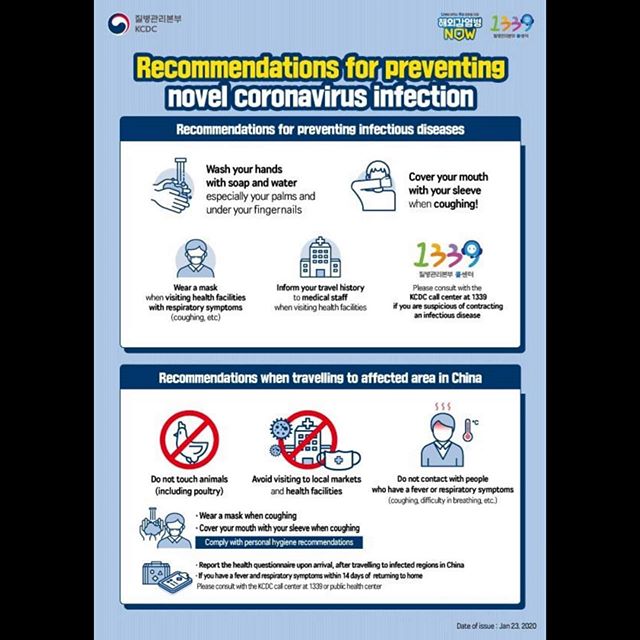 질병관리본부
KCDC
해외감염병
NOW
1339
질병관리본부 콜센터
Recommendations for preventing
novel coronavirus infection
Recommendations for preventing infectious diseases
Wash your hands
with soap and water
especially your palms and
under your fingernails
Cover your mouth
with your sleeve
when coughing!
Wear a mask
when visiting health facilities
with respiratory symptoms
(coughing, etc)
Inform your travel history
to medical staff
when visiting health facilities
1339
질병관리본부 콜센터
Please consult with the
KCDC call center at 1339
if you are suspicious of contracting
an infectious disease
Recommendations when travelling to affected area in China
Do not touch animals
(including poultry)
Avoid visiting to local markets
and health facilities
°C
Do not contact with people
who have a fever or respiratory symptoms
(coughing, difficulty in breathing, etc.)
· Wear a mask when coughing
· Cover your mouth with your sleeve when coughing
Comply with personal hygiene recommendations
· Report the health questionnaire upon arrival, after travelling to infected regions in China
· If you have a fever and respiratory symptoms within 14 days of returning to home
Please consult with the KCDC call center at 1339 or public health center
Date of issue : Jan 23, 2020